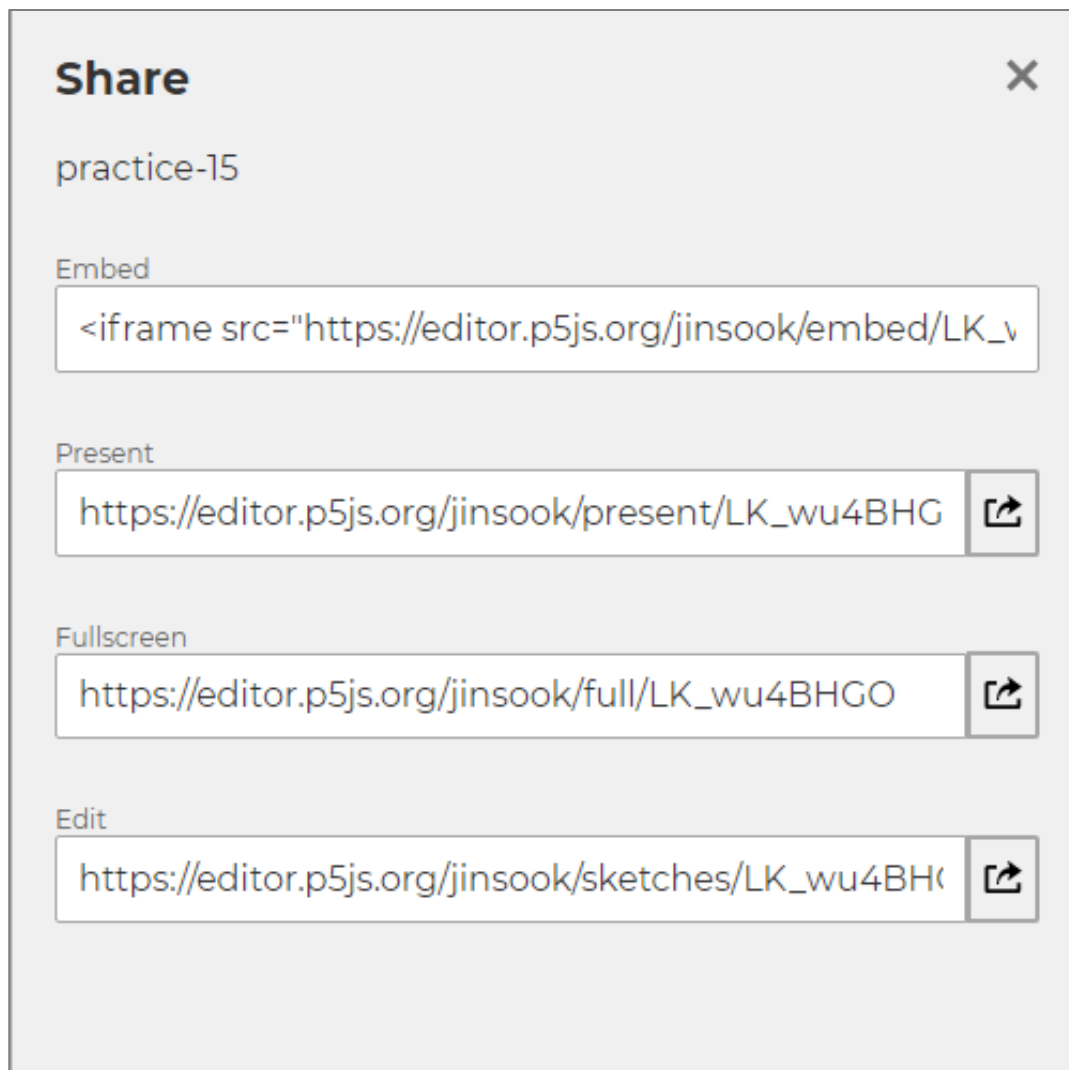 Share
practice-15
Embed
<iframe src="https://editor.p5js.org/jinsook/embed/LK_
Present
https://editor.p5js.org/jinsook/present/LK_wu4BHG
Fullscreen
https://editor.p5js.org/jinsook/full/LK_wu4BHGO
Edit
https://editor.p5js.org/jinsook/sketches/LK_wu4BH